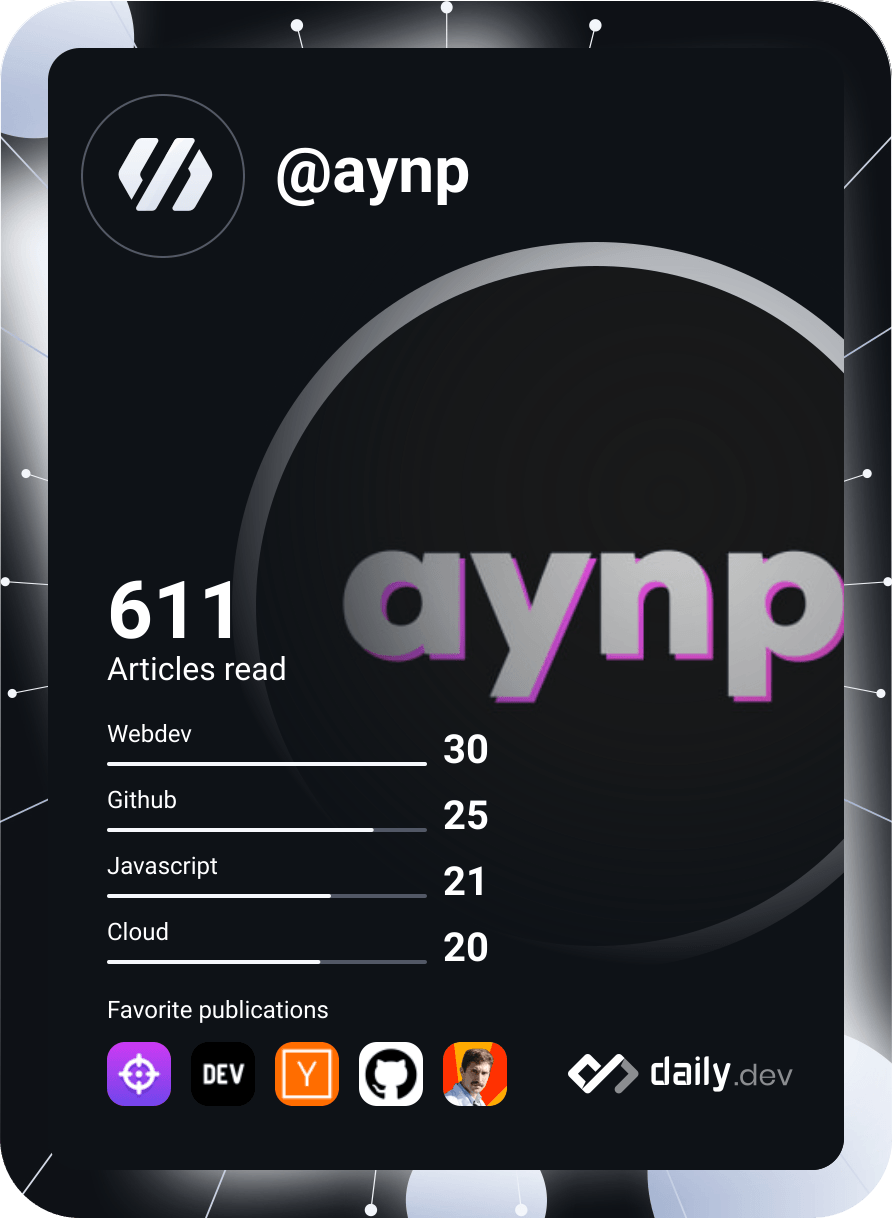 @aynp
aynp
611
Articles read
Webdev
30
Github
25
Javascript
21
Cloud
20
Favorite publications
DEV
Y
daily.dev